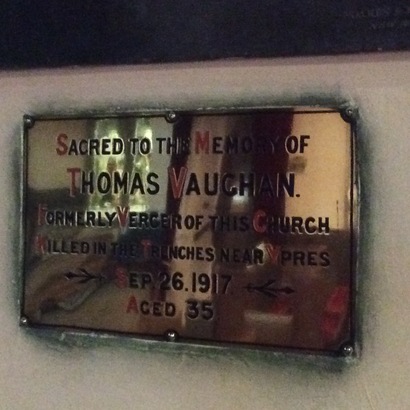 SACRED TO THE MEMORY OF
THOMAS VAUGHAN.
FORMERLY VERGER OF THIS CHURCH
KILLED IN THE TRENCHES NEAR YPRES
SEP. 26. 1917
AGED 35